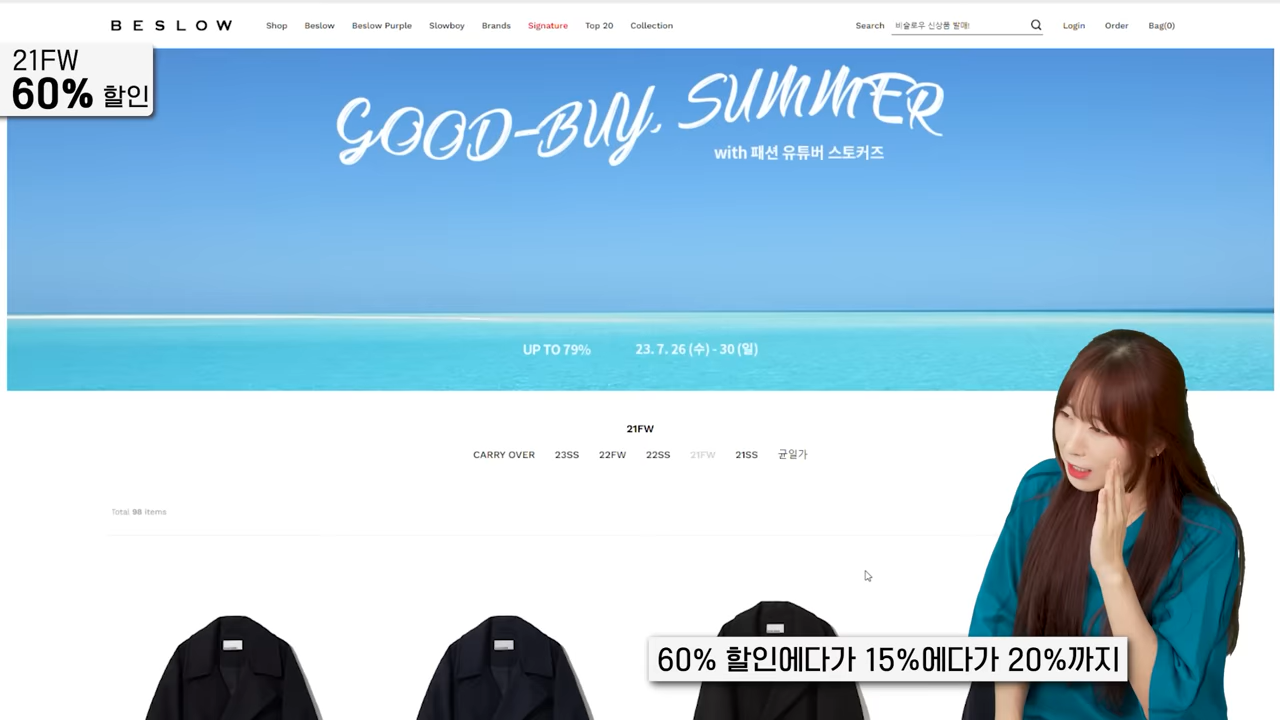 BESLOW Shop Beslow Beslow Purple Slowboy Brands Signature Top 20 Collection Search 비슬로우 신상품 발매! Login Order Bag(0)
21FW
60% 할인
GOOD-BUY, SUMMER
with 패션 유튜버 스토커즈
UP TO 79% 23. 7. 26 (수) - 30 (일)
21FW
CARRY OVER 23SS 22FW 22SS 21FW 21SS 균일가
Total 98 Items
60% 할인에다가 15%에다가 20%까지